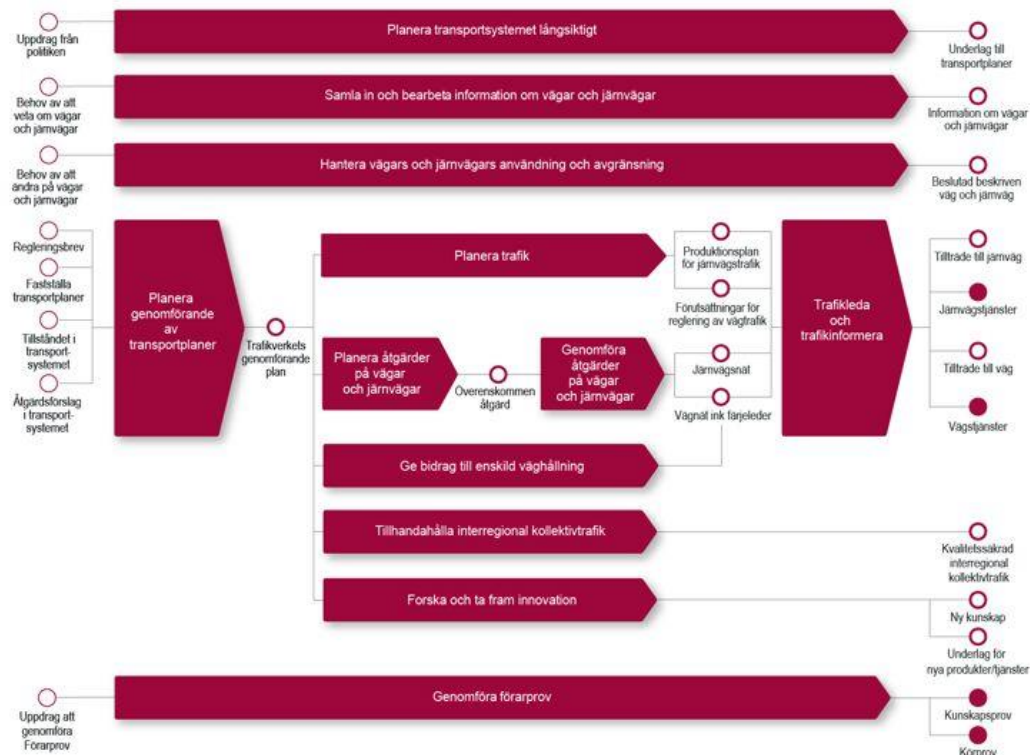 Uppdrag från
politiken
Planera transportsystemet långsiktigt
Underlag till
transportplaner
Behov av att
veta om vägar
och järnvägar
Samla in och bearbeta information om vägar och järnvägar
Information om vägar
och järnvägar
Behov av att
ändra på vägar
och järnvägar
Hantera vägars och järnvägars användning och avgränsning
Beslutad beskriven
väg och järnväg
Regleringsbrev
Fastställa
transportplaner
Tillståndet i
transport-
systemet
Åtgärdsförslag
i transport-
systemet
Planera
genomförande
av
transportplaner
Trafikverkets
genomförande
plan
Planera trafik
Produktionsplan
för järnvägstrafik
Förutsättningar för
reglering av vägtrafik
Planera åtgärder
på vägar
och järnvägar
Överenskommen
åtgärd
Genomföra
åtgärder
på vägar
och järnvägar
Järnvägsnät
Vägnät ink färjeleder
Trafikleda
och
trafikinformera
Tillträde till järnväg
Järnvägstjänster
Tillträde till väg
Vägstjänster
Ge bidrag till enskild väghållning
Tillhandahålla interregional kollektivtrafik
Kvalitetssäkrad
interregional
kollektivtrafik
Forska och ta fram innovation
Ny kunskap
Underlag för
nya produkter/tjänster
Uppdrag att
genomföra
Förarprov
Genomföra förarprov
Kunskapsprov
Körprov